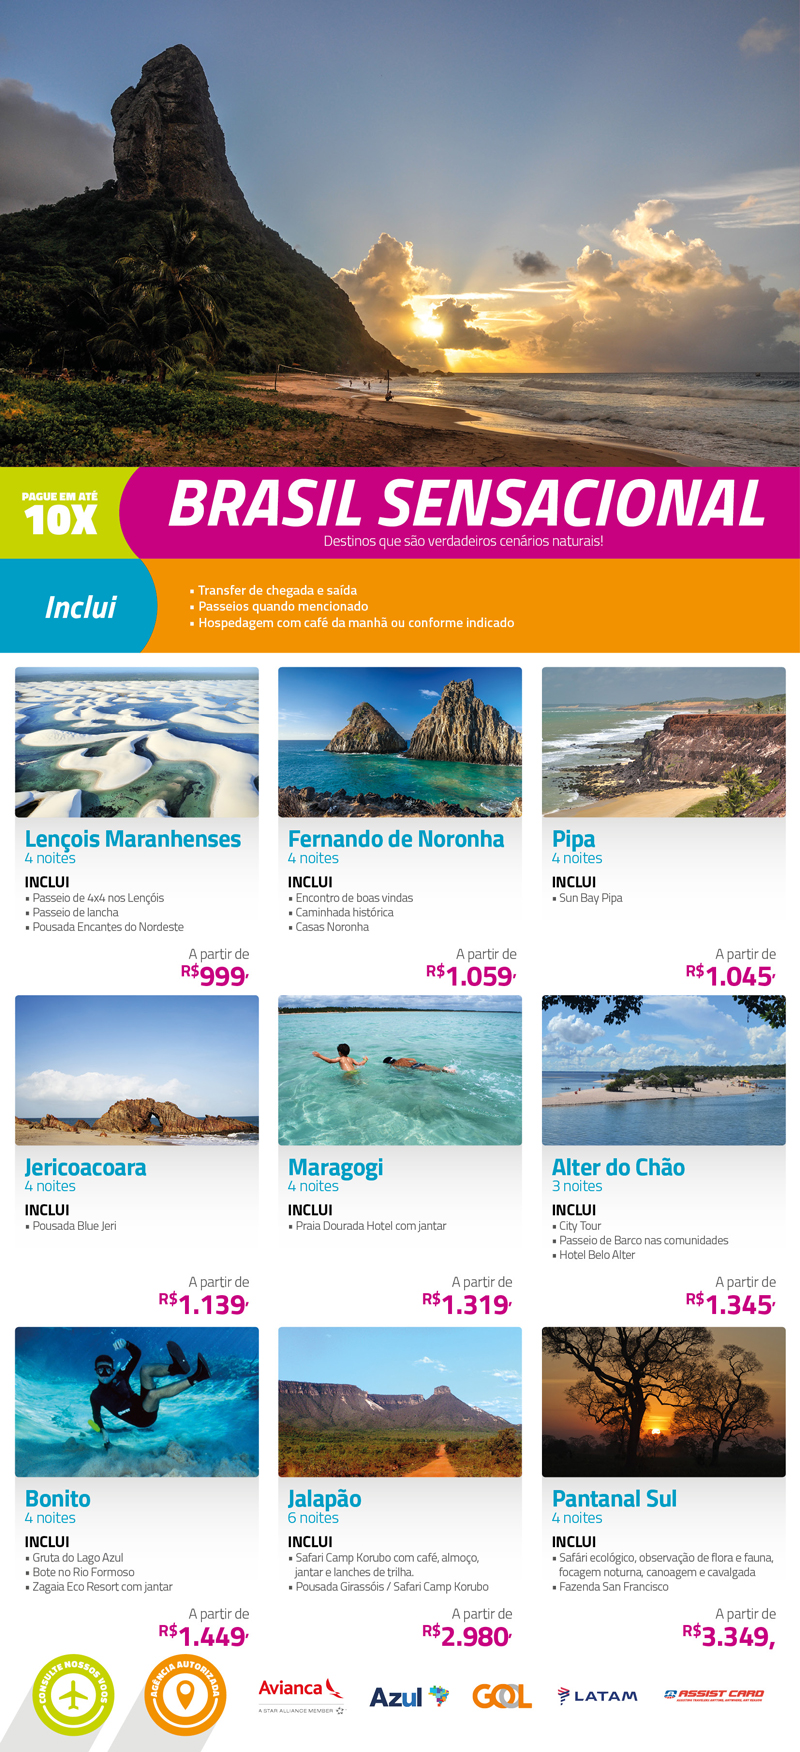 PAGUE EM ATÉ
10X
BRASIL SENSACIONAL
Destinos que são verdadeiros cenários naturais!
Inclui
▪ Transfer de chegada e saída
▪ Passeios quando mencionado
▪ Hospedagem com café da manhã ou conforme indicado
Lençois Maranhenses
4 noites
INCLUI
▪ Passeio de 4x4 nos Lençóis
▪ Passeio de lancha
▪ Pousada Encantes do Nordeste
A partir de
R$999,
Fernando de Noronha
4 noites
INCLUI
▪ Encontro de boas vindas
▪ Caminhada histórica
▪ Casas Noronha
A partir de
R$1.059,
Pipa
4 noites
INCLUI
▪ Sun Bay Pipa
A partir de
R$1.045,
Jericoacoara
4 noites
INCLUI
▪ Pousada Blue Jeri
A partir de
R$1.139,
Maragogi
4 noites
INCLUI
▪ Praia Dourada Hotel com jantar
A partir de
R$1.319,
Alter do Chão
3 noites
INCLUI
▪ City Tour
▪ Passeio de Barco nas comunidades
▪ Hotel Belo Alter
A partir de
R$1.345,
Bonito
4 noites
INCLUI
▪ Gruta do Lago Azul
▪ Bote no Rio Formoso
▪ Zagaia Eco Resort com jantar
A partir de
R$1.449,
Jalapão
6 noites
INCLUI
▪ Safari Camp Korubo com café, almoço,
jantar e lanches de trilha.
▪ Pousada Girassóis / Safari Camp Korubo
A partir de
R$2.980,
Pantanal Sul
4 noites
INCLUI
▪ Safári ecológico, observação de flora e fauna,
focagem noturna, canoagem e cavalgada
▪ Fazenda San Francisco
A partir de
R$3.349,
CONSULTE NOSSOS VOOS
AGÊNCIA AUTORIZADA
Avianca
A STAR ALLIANCE MEMBER
Azul
GOL
LATAM
ASSIST CARD